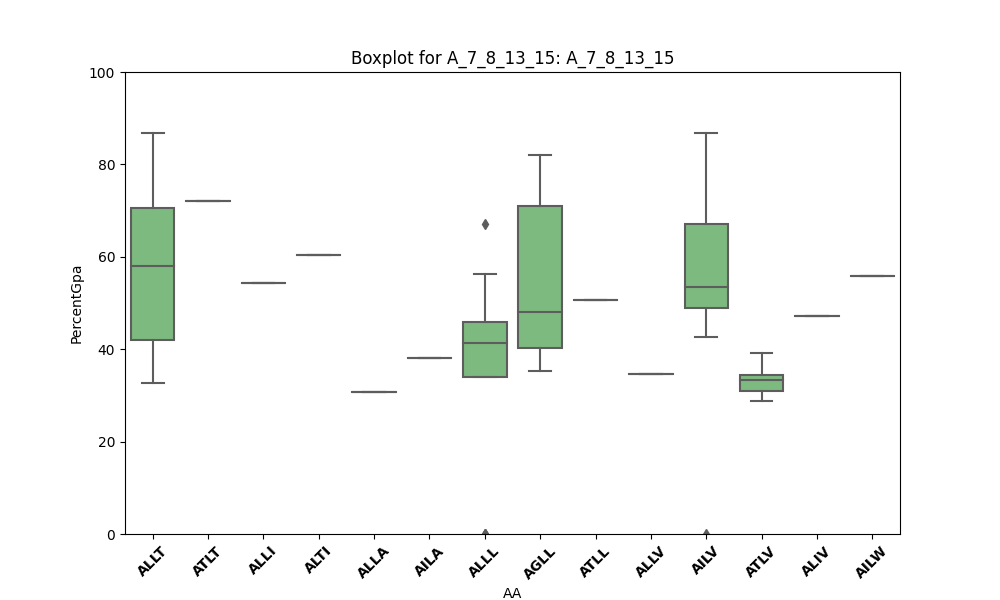 Boxplot for A_7_8_13_15: A_7_8_13_15
100
80
60
40
20
0
PercentGpa
ALLT
ATLT
ALLI
ALTI
ALLA
AILA
ALLL
AGLL
ATLL
ALLV
AILV
ATLV
ALIV
AILW
AA